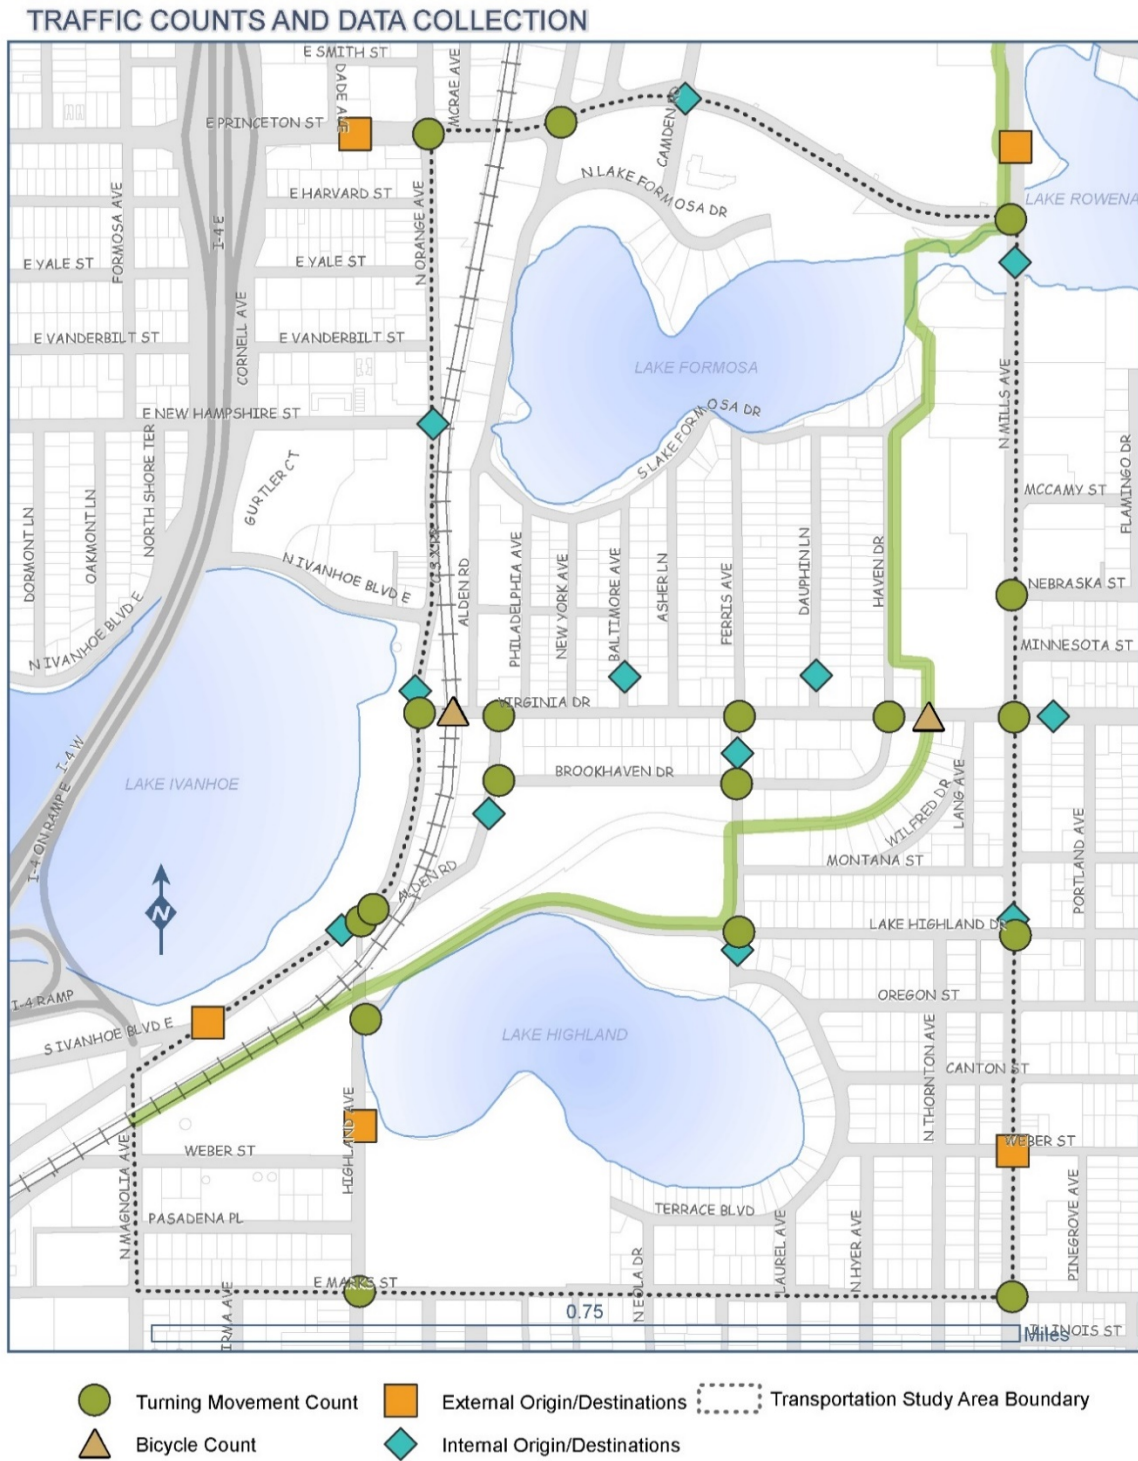 TRAFFIC COUNTS AND DATA COLLECTION
E SMITH ST
DADE AVE
MCRAE AVE
E PRINCETON ST
CAMDEN RD
N LAKE FORMOSA DR
E HARVARD ST
FORMOSA AVE
I-4 E
N ORANGE AVE
LAKE ROWENA
E YALE ST
E YALE ST
CORNELL AVE
E VANDERBILT ST
E VANDERBILT ST
LAKE FORMOSA
N MILLS AVE
E NEW HAMPSHIRE ST
S LAKE FORMOSA DR
NORTH SHORE TER
GURTLER CT
FLAMINGO DR
MCCAMY ST
DORMONT LN
OAKMONT LN
N IVANHOE BLVD E
ALDEN RD
PHILADELPHIA AVE
NEW YORK AVE
BALTIMORE AVE
ASHER LN
FERRIS AVE
DAUPHIN LN
HAVEN DR
NEBRASKA ST
N IVANHOE BLVD E
MINNESOTA ST
VIRGINIA DR
I-4 W
LAKE IVANHOE
BROOKHAVEN DR
I-4 ON RAMP E
WILFRED DR
LANG AVE
PORTLAND AVE
MONTANA ST
ALDEN RD
N
LAKE HIGHLAND DR
I-4 RAMP
OREGON ST
S IVANHOE BLVD E
LAKE HIGHLAND
N THORNTON AVE
CANTON ST
N MAGNOLIA AVE
HIGHLAND AVE
WEBER ST
WEBER ST
PASADENA PL
TERRACE BLVD
LAUREL AVE
N HYER AVE
PINEGROVE AVE
N EOLA DR
E MARKS ST
IRMA AVE
0.75
Miles
ILLINOIS ST
Turning Movement Count
External Origin/Destinations
Transportation Study Area Boundary
Bicycle Count
Internal Origin/Destinations